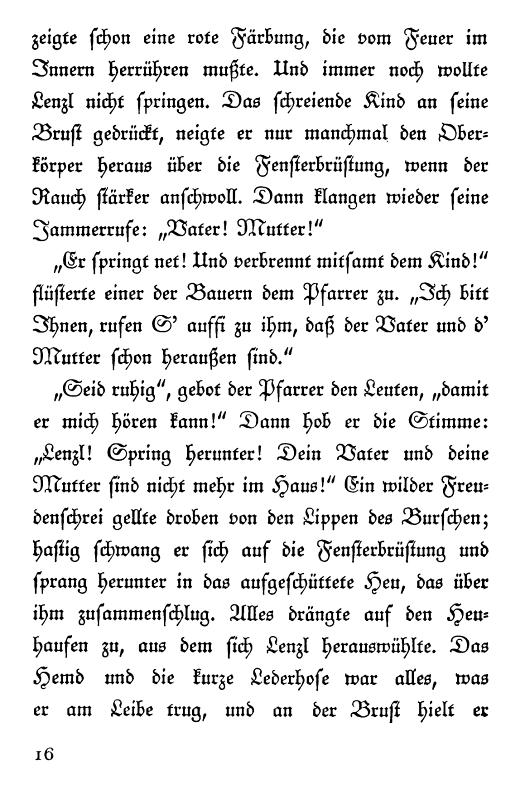 zeigte schon eine rote Färbung, die vom Feuer im
Innern herrühren mußte. Und immer noch wollte
Lenzl nicht springen. Das schreiende Kind an seine
Brust gedrückt, neigte er nur manchmal den Ober-
körper heraus über die Fensterbrüstung, wenn der
Rauch stärker anschwoll. Dann klangen wieder seine
Jammerrufe: „Vater! Mutter!“
„Er springt net! Und verbrennt mitsamt dem Kind!“
flüsterte einer der Bauern dem Pfarrer zu. „Ich bitt
Ihnen, rufen S’ auffi zu ihm, daß der Vater und d’
Mutter schon heraußen sind.“
„Seid ruhig“, gebot der Pfarrer den Leuten, „damit
er mich hören kann!“ Dann hob er die Stimme:
„Lenzl! Spring herunter! Dein Vater und deine
Mutter sind nicht mehr im Haus!“ Ein wilder Freu-
denschrei gellte droben von den Lippen des Burschen;
hastig schwang er sich auf die Fensterbrüstung und
sprang herunter in das aufgeschüttete Heu, das über
ihm zusammenschlug. Alles drängte auf den Heu-
haufen zu, aus dem sich Lenzl herauswühlte. Das
Hemd und die kurze Lederhose war alles, was
er am Leibe trug, und an der Brust hielt er
16